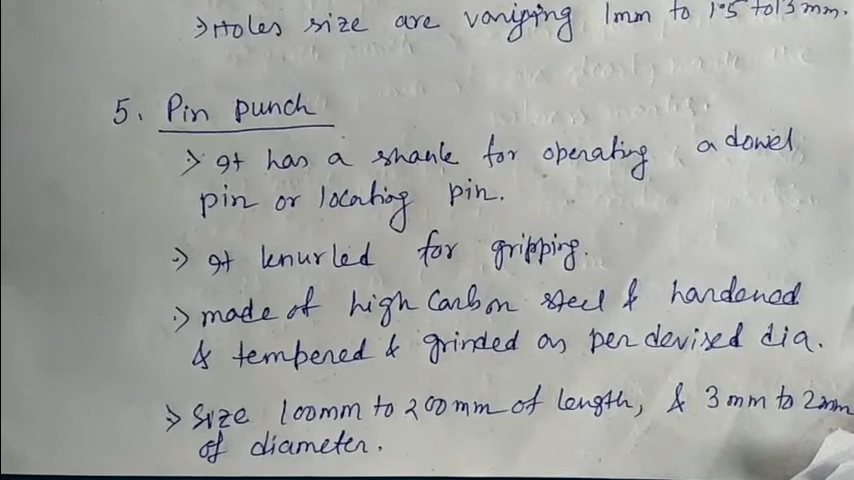 → Holes size are varying 1mm to 1.5 to 13 mm.
5. Pin punch
→ It has a shank for operating a dowel
pin or locating pin.
→ It knurled for gripping.
→ made of high carbon steel & hardened
& tempered & grinded as per devised dia.
→ Size 100mm to 200mm of length, & 3mm to 2mm
of diameter.